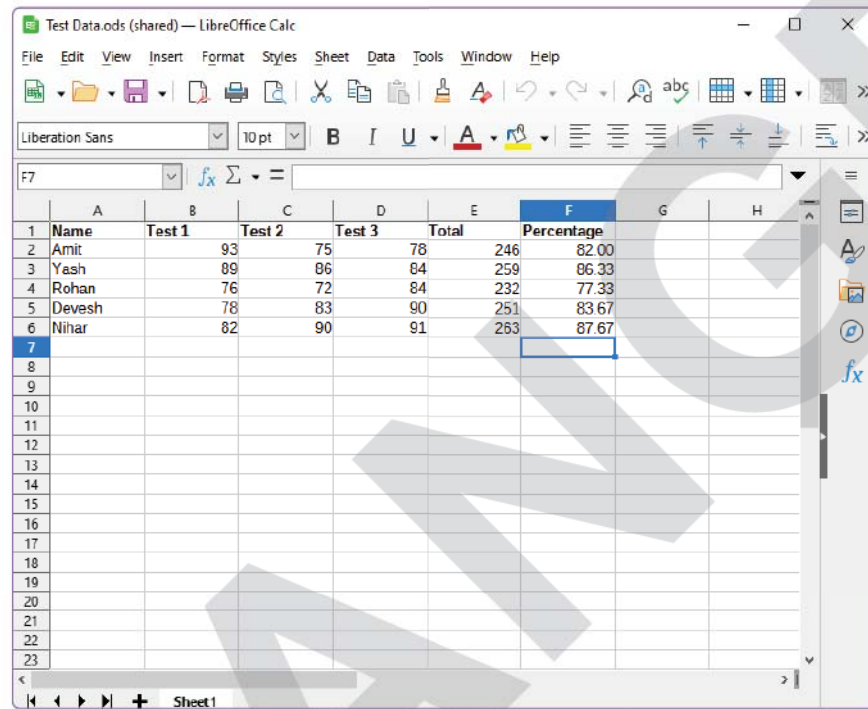 Test Data.ods (shared) — LibreOffice Calc
File Edit View Insert Format Styles Sheet Data Tools Window Help
Liberation Sans 10 pt B I U A
F7 fx Σ =
A B C D E F G H
1 Name Test 1 Test 2 Test 3 Total Percentage
2 Amit 93 75 78 246 82.00
3 Yash 89 86 84 259 86.33
4 Rohan 76 72 84 232 77.33
5 Devesh 78 83 90 251 83.67
6 Nihar 82 90 91 263 87.67
7
8
9
10
11
12
13
14
15
16
17
18
19
20
21
22
23
Sheet1